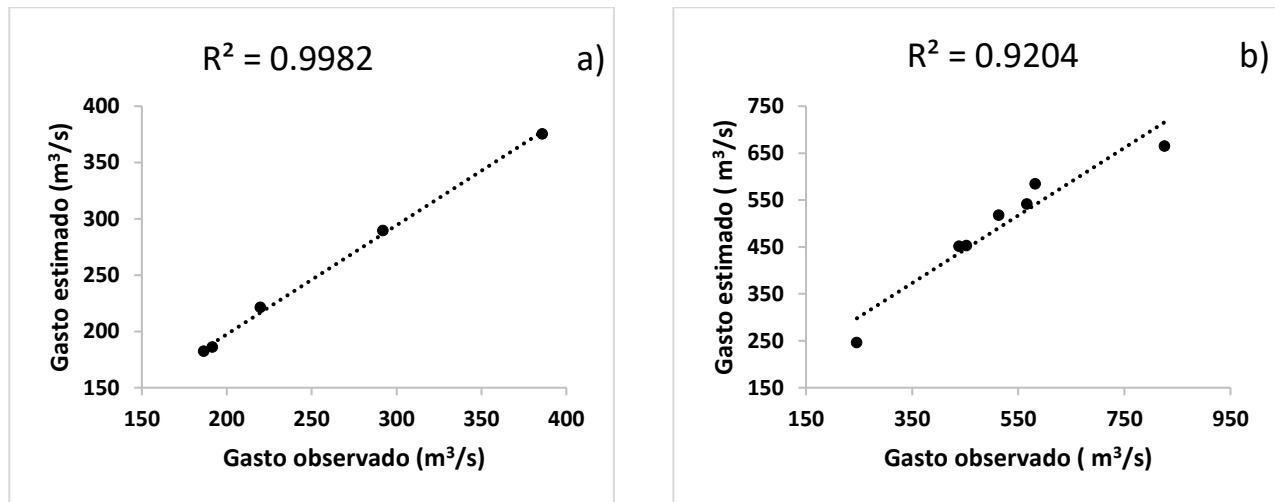 R² = 0.9982
a)
Gasto estimado (m³/s)
400
350
300
250
200
150
150 200 250 300 350 400
Gasto observado (m³/s)
R² = 0.9204
b)
Gasto estimado ( m³/s)
750
650
550
450
350
250
150
150 350 550 750 950
Gasto observado ( m³/s)